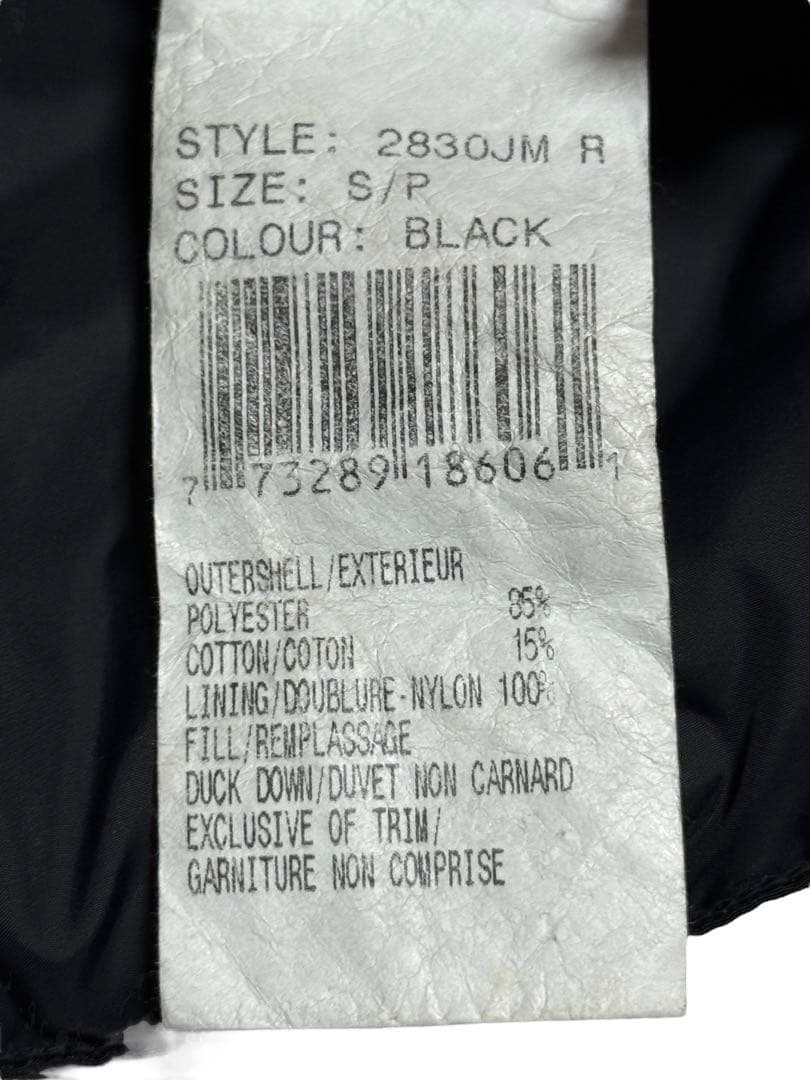 STYLE: 2830JM R
SIZE: S/P
COLOUR: BLACK
7 73289 18606 1
OUTERSHELL/EXTERIEUR
POLYESTER 85%
COTTON/COTON 15%
LINING/DOUBLURE-NYLON 100%
FILL/REMPLASSAGE
DUCK DOWN/DUVET NON CARNARD
EXCLUSIVE OF TRIM/
GARNITURE NON COMPRISE